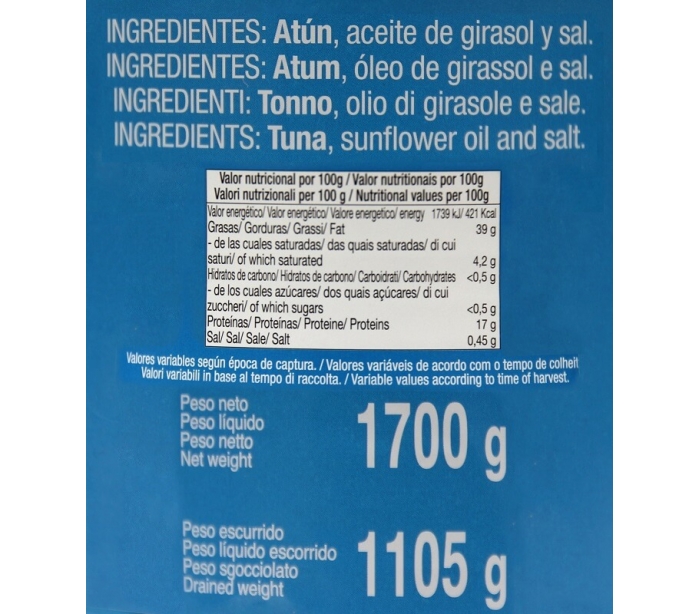 INGREDIENTES: Atún, aceite de girasol y sal.
INGREDIENTES: Atum, óleo de girassol e sal.
INGREDIENTI: Tonno, olio di girasole e sale.
INGREDIENTS: Tuna, sunflower oil and salt.
Valor nutricional por 100g / Valor nutritionais por 100g
Valori nutrizionali per 100 g / Nutritional values per 100g
Valor energético/ Valor energético/ Valore energetico/ energy 1739 kJ/ 421 Kcal
Grasas/ Gorduras/ Grassi/ Fat 39 g
- de las cuales saturadas/ das quais saturadas/ di cui
saturi/ of which saturated 4,2 g
Hidratos de carbono/ Hidratos de carbono/ Carboidrati/ Carbohydrates <0,5 g
- de los cuales azúcares/ dos quais açúcares/ di cui
zuccheri/ of which sugars <0,5 g
Proteínas/ Proteínas/ Proteine/ Proteins 17 g
Sal/ Sal/ Sale/ Salt 0,45 g
Valores variables según época de captura. / Valores variáveis de acordo com o tempo de colheit
Valori variabili in base al tempo di raccolta. / Variable values according to time of harvest.
Peso neto
Peso líquido
Peso netto
Net weight
1700 g
Peso escurrido
Peso líquido escorrido
Peso sgocciolato
Drained weight
1105 g